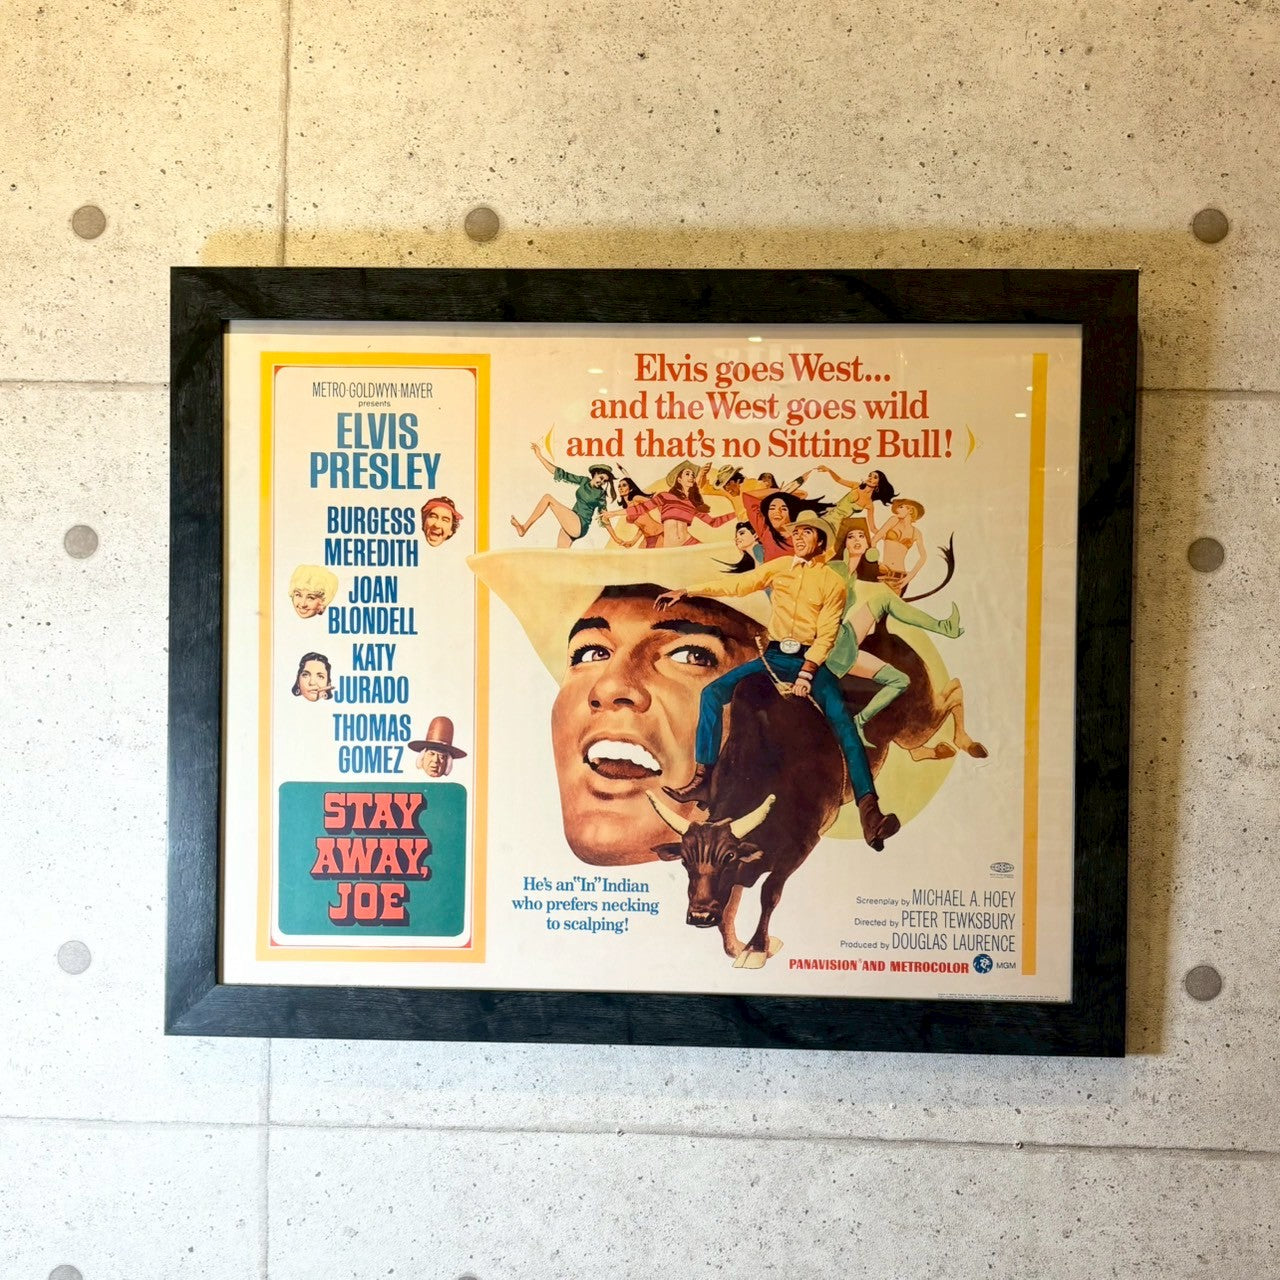 METRO-GOLDWYN-MAYER
presents
ELVIS
PRESLEY
BURGESS
MEREDITH
JOAN
BLONDELL
KATY
JURADO
THOMAS
GOMEZ
STAY
AWAY,
JOE
Elvis goes West...
and the West goes wild
and that's no Sitting Bull!
He's an "In" Indian
who prefers necking
to scalping!
Screenplay by MICHAEL A. HOEY
Directed by PETER TEWKSBURY
Produced by DOUGLAS LAURENCE
PANAVISION® AND METROCOLOR MGM